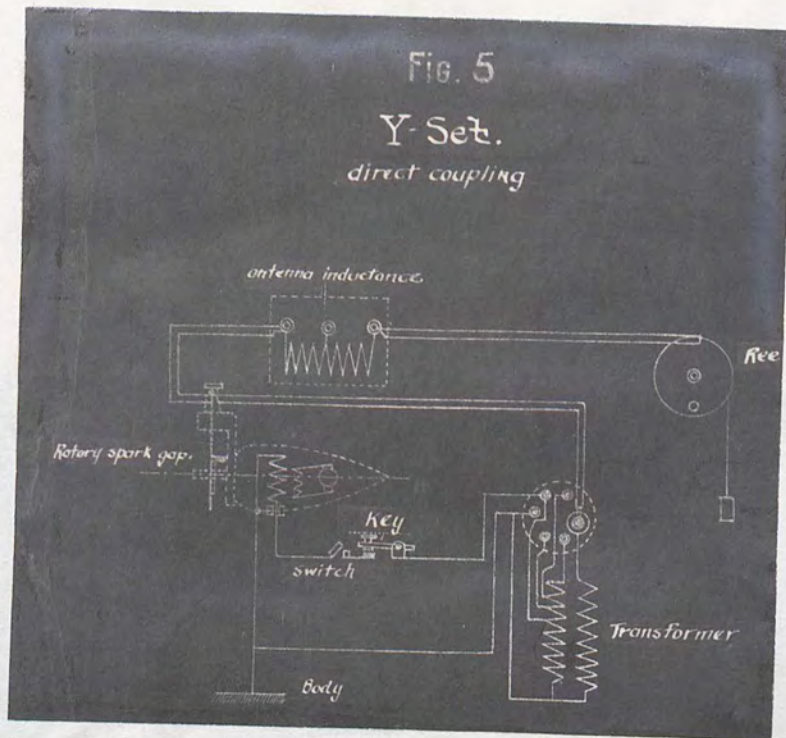 Fig. 5
Y-Set.
direct coupling
antenna inductance
Ree
Rotory spark gap.
Key
switch
Transformer
Body